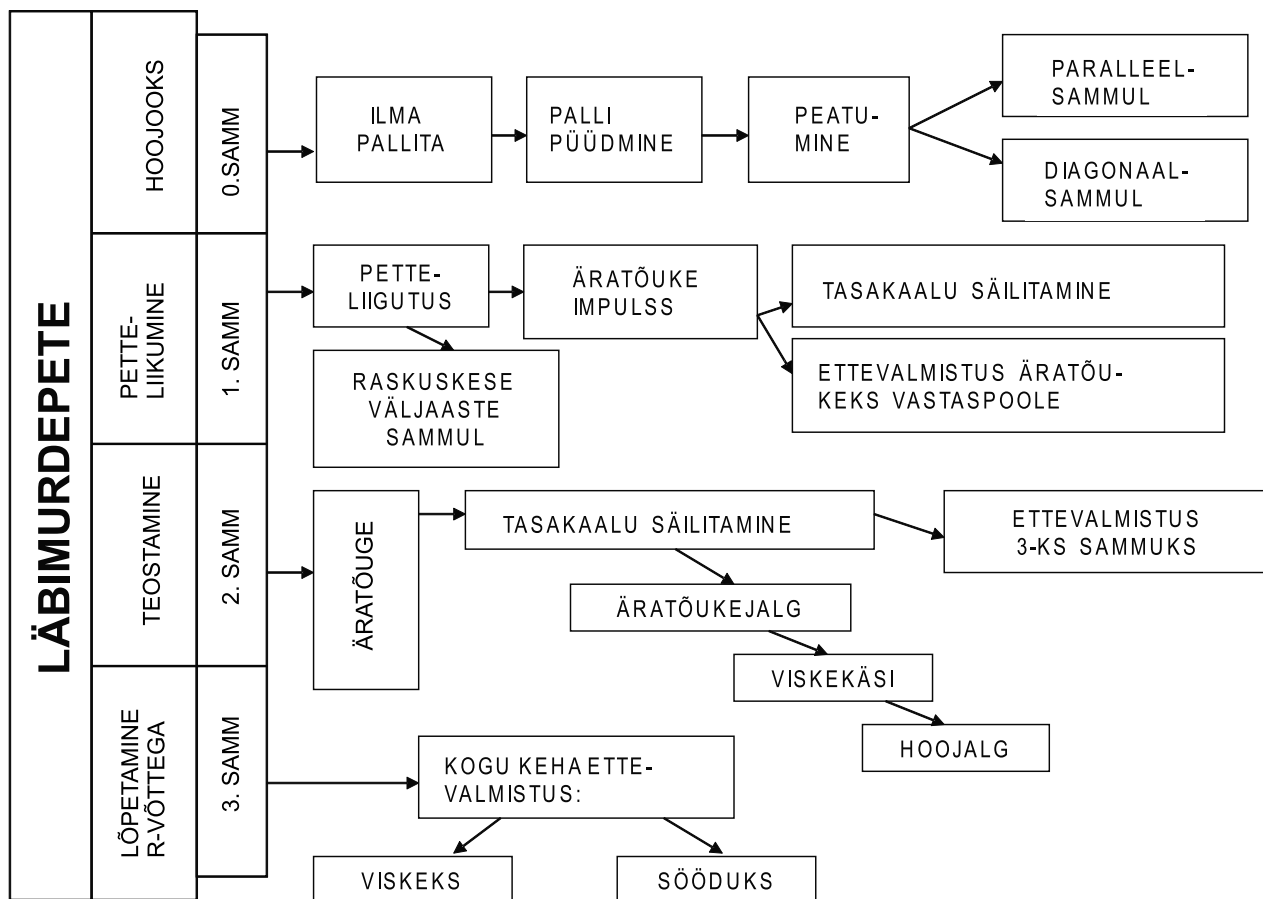 LÄBIMURDEPETE
HOOJOOKS
0.SAMM
ILMA
PALLITA
PALLI
PÜÜDMINE
PEATU-
MINE
PARALLEEL-
SAMMUL
DIAGONAAL-
SAMMUL
PETTE-
LIIKUMINE
1. SAMM
PETTE-
LIIGUTUS
ÄRATÕUKE
IMPULSS
TASAKAALU SÄILITAMINE
ETTEVALMISTUS ÄRATÕU-
KEKS VASTASPOOLE
RASKUSKESE
VÄLJAASTE
SAMMUL
TEOSTAMINE
2. SAMM
ÄRATÕUGE
TASAKAALU SÄILITAMINE
ETTEVALMISTUS
3-KS SAMMUKS
ÄRATÕUKEJALG
VISKEKÄSI
HOOJALG
LÕPETAMINE
R-VÕTTEGA
3. SAMM
KOGU KEHA ETTE-
VALMISTUS:
VISKEKS
SÖÖDUKS